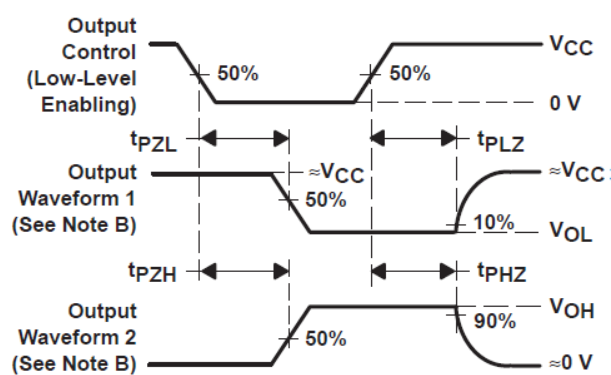 Output
Control
(Low-Level
Enabling)
50%
50%
VCC
0 V
tPZL
tPLZ
Output
Waveform 1
(See Note B)
≈VCC
50%
10%
≈VCC
VOL
tPZH
tPHZ
Output
Waveform 2
(See Note B)
50%
90%
VOH
≈0 V